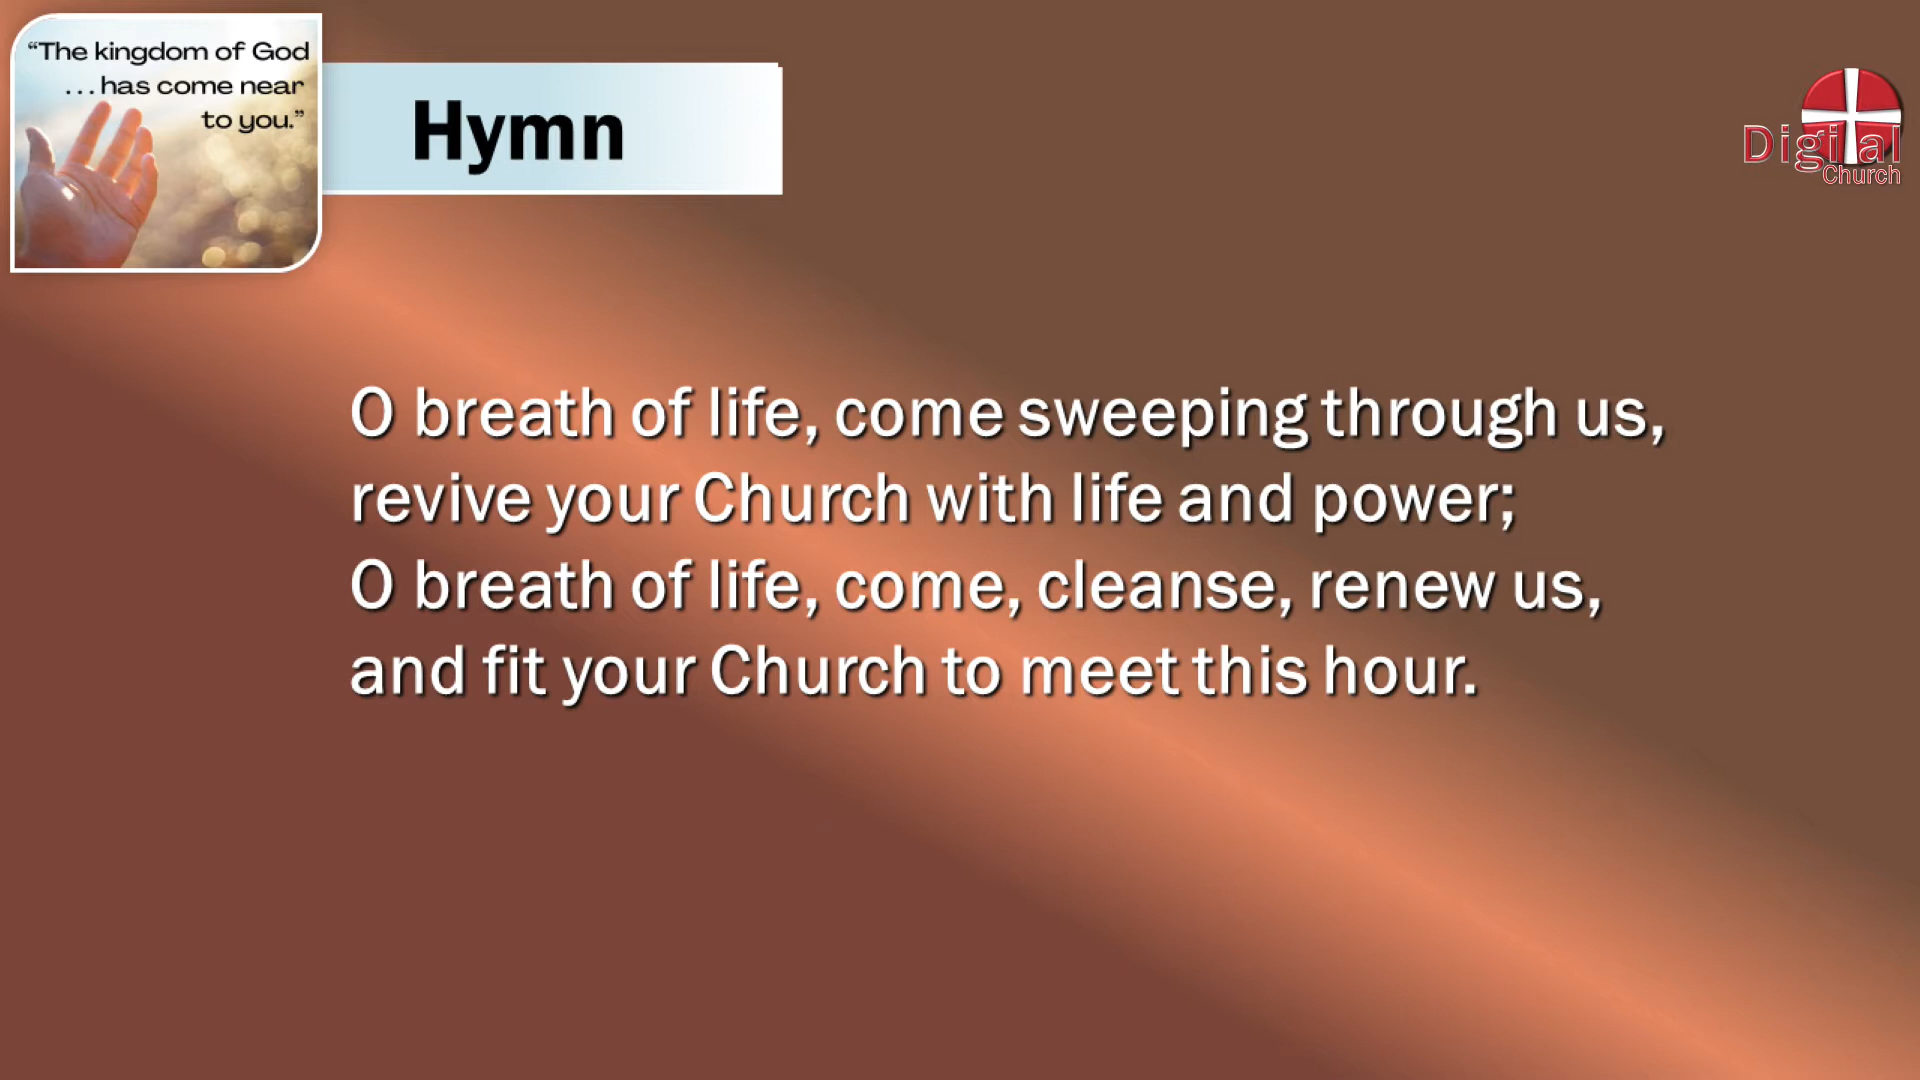 “The kingdom of God
...has come near
to you.”
Hymn
Digital
Church
O breath of life, come sweeping through us,
revive your Church with life and power;
O breath of life, come, cleanse, renew us,
and fit your Church to meet this hour.